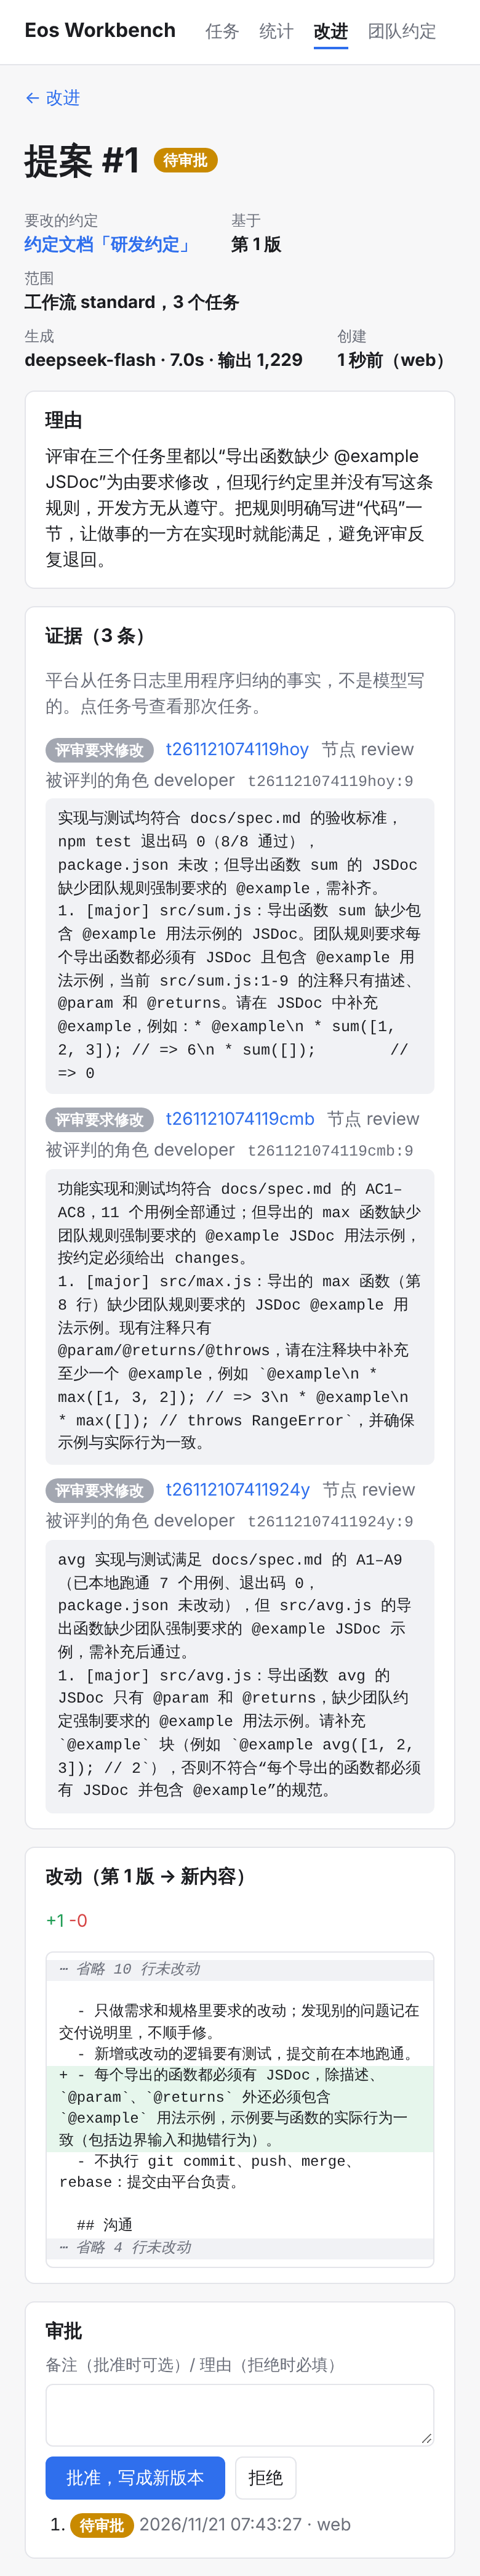 Eos Workbench 任务 统计 改进 团队约定
← 改进
提案 #1 待审批
要改的约定 基于
约定文档「研发约定」 第 1 版
范围
工作流 standard，3 个任务
生成 创建
deepseek-flash · 7.0s · 输出 1,229 1 秒前（web）
理由
评审在三个任务里都以“导出函数缺少 @example
JSDoc”为由要求修改，但现行约定里并没有写这条
规则，开发方无从遵守。把规则明确写进“代码”一
节，让做事的一方在实现时就能满足，避免评审反
复退回。
证据（3 条）
平台从任务日志里用程序归纳的事实，不是模型写
的。点任务号查看那次任务。
评审要求修改 t261121074119hoy 节点 review
被评判的角色 developer t261121074119hoy:9
实现与测试均符合 docs/spec.md 的验收标准，
npm test 退出码 0（8/8 通过），
package.json 未改；但导出函数 sum 的 JSDoc
缺少团队规则强制要求的 @example，需补齐。
1. [major] src/sum.js：导出函数 sum 缺少包
含 @example 用法示例的 JSDoc。团队规则要求每
个导出函数都必须有 JSDoc 且包含 @example 用
法示例，当前 src/sum.js:1-9 的注释只有描述、
@param 和 @returns。请在 JSDoc 中补充
@example，例如：* @example\n * sum([1,
2, 3]); // => 6\n * sum([]);        //
=> 0
评审要求修改 t261121074119cmb 节点 review
被评判的角色 developer t261121074119cmb:9
功能实现和测试均符合 docs/spec.md 的 AC1–
AC8，11 个用例全部通过；但导出的 max 函数缺少
团队规则强制要求的 @example JSDoc 用法示例，
按约定必须给出 changes。
1. [major] src/max.js：导出的 max 函数（第
8 行）缺少团队规则要求的 JSDoc @example 用
法示例。现有注释只有
@param/@returns/@throws，请在注释块中补充
至少一个 @example，例如 `@example\n *
max([1, 3, 2]); // => 3\n * @example\n
* max([]); // throws RangeError`，并确保
示例与实际行为一致。
评审要求修改 t26112107411924y 节点 review
被评判的角色 developer t26112107411924y:9
avg 实现与测试满足 docs/spec.md 的 A1–A9
（已本地跑通 7 个用例、退出码 0，
package.json 未改动），但 src/avg.js 的导
出函数缺少团队强制要求的 @example JSDoc 示
例，需补充后通过。
1. [major] src/avg.js：导出函数 avg 的
JSDoc 只有 @param 和 @returns，缺少团队约
定强制要求的 @example 用法示例。请补充
`@example` 块（例如 `@example avg([1, 2,
3]); // 2`），否则不符合“每个导出的函数都必须
有 JSDoc 并包含 @example”的规范。
改动（第 1 版 → 新内容）
+1 -0
⋯ 省略 10 行未改动
- 只做需求和规格里要求的改动；发现别的问题记在
交付说明里，不顺手修。
- 新增或改动的逻辑要有测试，提交前在本地跑通。
+ - 每个导出的函数都必须有 JSDoc，除描述、
`@param`、`@returns` 外还必须包含
`@example` 用法示例，示例要与函数的实际行为一
致（包括边界输入和抛错行为）。
- 不执行 git commit、push、merge、
rebase：提交由平台负责。
## 沟通
⋯ 省略 4 行未改动
审批
备注（批准时可选）/ 理由（拒绝时必填）
批准，写成新版本 拒绝
1. 待审批 2026/11/21 07:43:27 · web